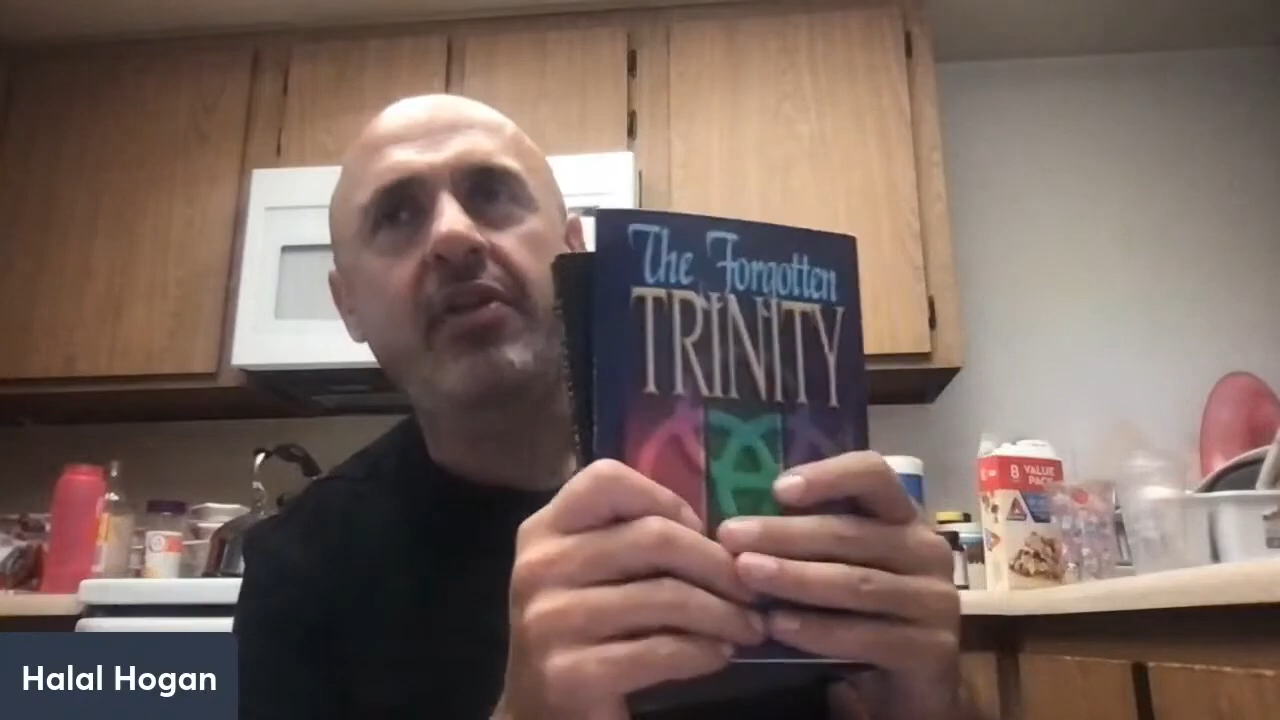 The Forgotten
TRINITY
8 VALUE
PACK
Halal Hogan